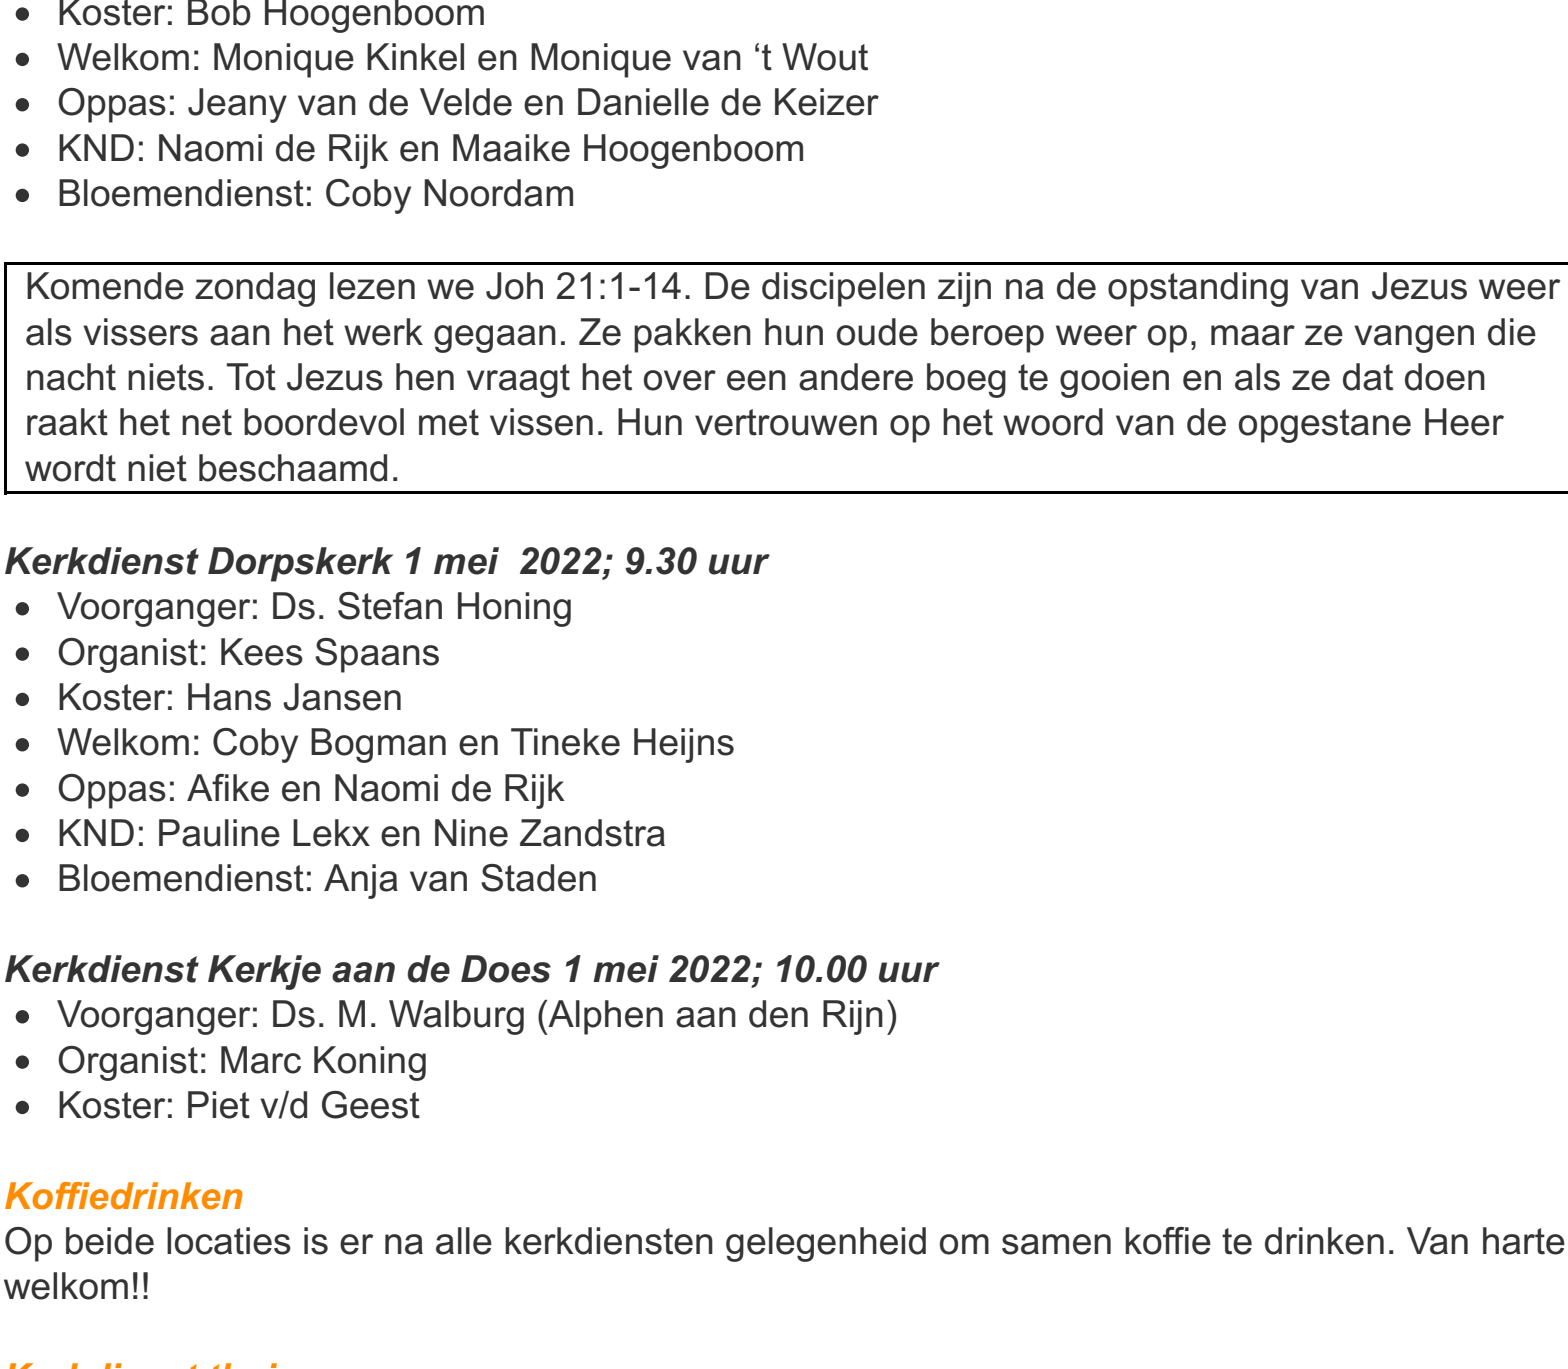 Koster: Bob Hoogenboom
Welkom: Monique Kinkel en Monique van ‘t Wout
Oppas: Jeany van de Velde en Danielle de Keizer
KND: Naomi de Rijk en Maaike Hoogenboom
Bloemendienst: Coby Noordam
Komende zondag lezen we Joh 21:1-14. De discipelen zijn na de opstanding van Jezus weer
als vissers aan het werk gegaan. Ze pakken hun oude beroep weer op, maar ze vangen die
nacht niets. Tot Jezus hen vraagt het over een andere boeg te gooien en als ze dat doen
raakt het net boordevol met vissen. Hun vertrouwen op het woord van de opgestane Heer
wordt niet beschaamd.
Kerkdienst Dorpskerk 1 mei  2022; 9.30 uur
Voorganger: Ds. Stefan Honing
Organist: Kees Spaans
Koster: Hans Jansen
Welkom: Coby Bogman en Tineke Heijns
Oppas: Afike en Naomi de Rijk
KND: Pauline Lekx en Nine Zandstra
Bloemendienst: Anja van Staden
Kerkdienst Kerkje aan de Does 1 mei 2022; 10.00 uur
Voorganger: Ds. M. Walburg (Alphen aan den Rijn)
Organist: Marc Koning
Koster: Piet v/d Geest
Koffiedrinken
Op beide locaties is er na alle kerkdiensten gelegenheid om samen koffie te drinken. Van harte
welkom!!